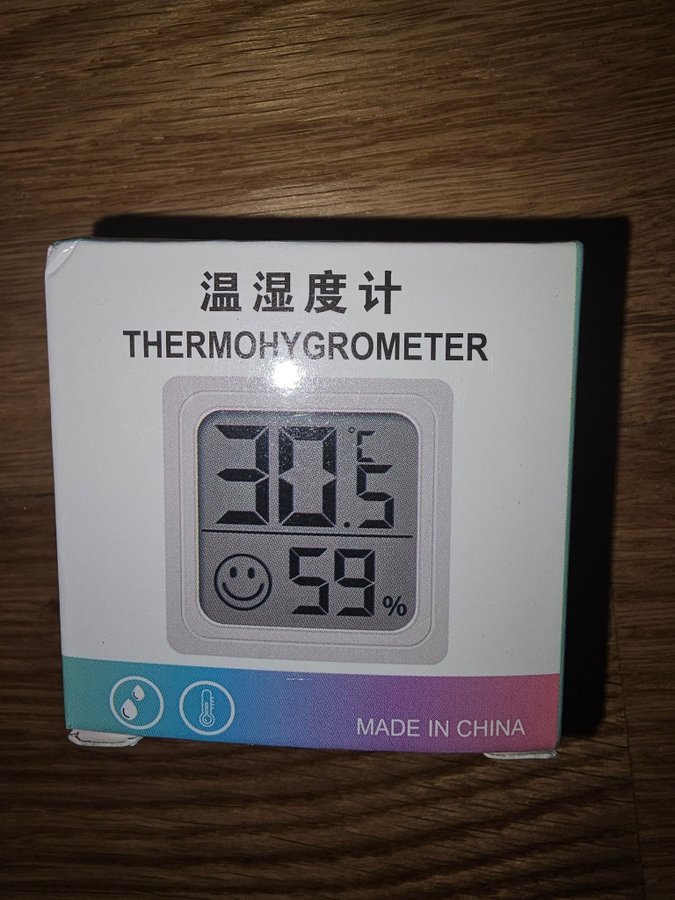 温湿度计
THERMOHYGROMETER
30.5°C
59%
MADE IN CHINA